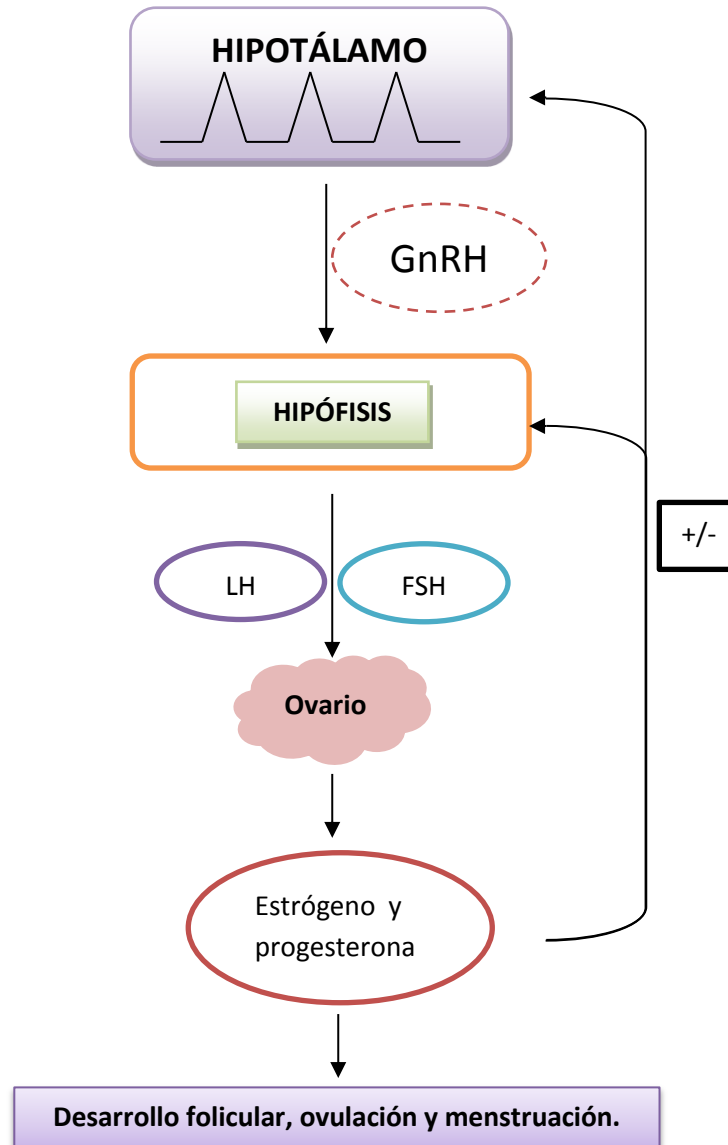 HIPOTÁLAMO
GnRH
HIPÓFISIS
+/-
LH
FSH
Ovario
Estrógeno y
progesterona
Desarrollo folicular, ovulación y menstruación.